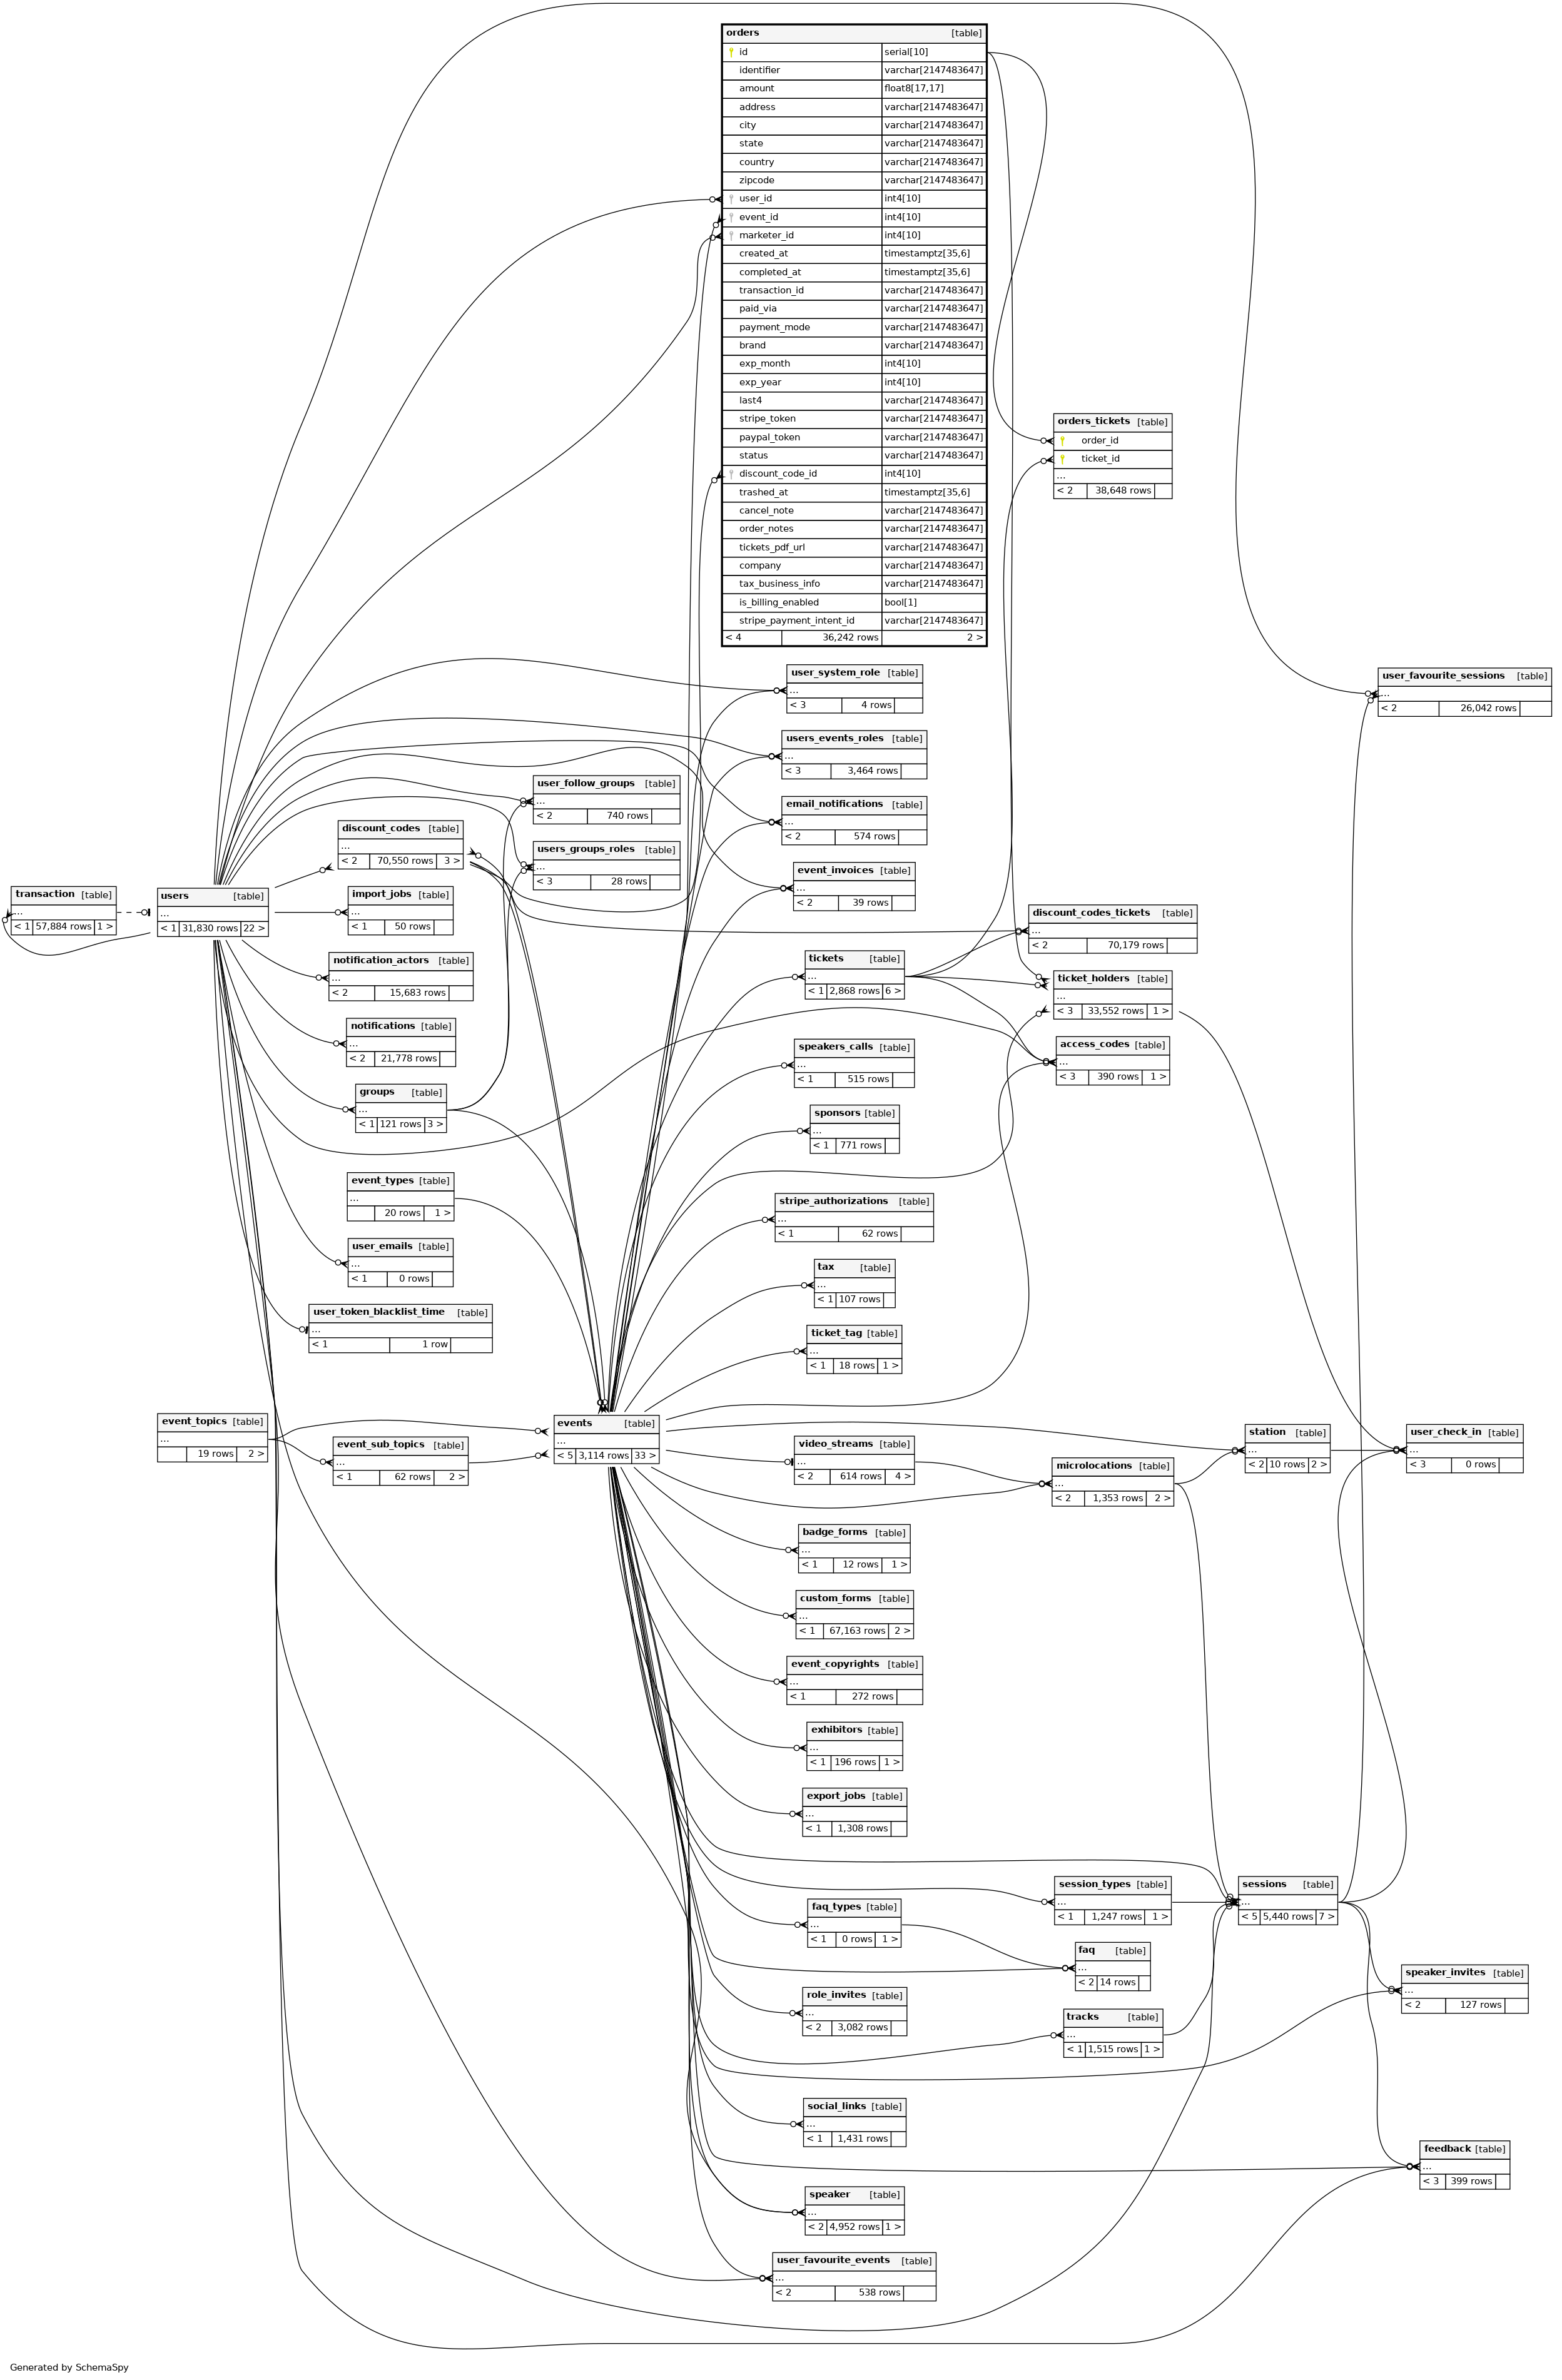 orders [table]
id serial[10]
identifier varchar[2147483647]
amount float8[17,17]
address varchar[2147483647]
city varchar[2147483647]
state varchar[2147483647]
country varchar[2147483647]
zipcode varchar[2147483647]
user_id int4[10]
event_id int4[10]
marketer_id int4[10]
created_at timestamptz[35,6]
completed_at timestamptz[35,6]
transaction_id varchar[2147483647]
paid_via varchar[2147483647]
payment_mode varchar[2147483647]
brand varchar[2147483647]
exp_month int4[10]
exp_year int4[10]
last4 varchar[2147483647]
stripe_token varchar[2147483647]
paypal_token varchar[2147483647]
status varchar[2147483647]
discount_code_id int4[10]
trashed_at timestamptz[35,6]
cancel_note varchar[2147483647]
order_notes varchar[2147483647]
tickets_pdf_url varchar[2147483647]
company varchar[2147483647]
tax_business_info varchar[2147483647]
is_billing_enabled bool[1]
stripe_payment_intent_id varchar[2147483647]
< 4 36,242 rows 2 >
orders_tickets [table]
order_id
ticket_id
...
< 2 38,648 rows
user_system_role [table]
...
< 3 4 rows
user_favourite_sessions [table]
...
< 2 26,042 rows
users_events_roles [table]
...
< 3 3,464 rows
user_follow_groups [table]
...
< 2 740 rows
email_notifications [table]
...
< 2 574 rows
discount_codes [table]
...
< 2 70,550 rows 3 >
users_groups_roles [table]
...
< 3 28 rows
event_invoices [table]
...
< 2 39 rows
transaction [table]
...
< 1 57,884 rows 1 >
users [table]
...
< 1 31,830 rows 22 >
import_jobs [table]
...
< 1 50 rows
discount_codes_tickets [table]
...
< 2 70,179 rows
notification_actors [table]
...
< 2 15,683 rows
tickets [table]
...
< 1 2,868 rows 6 >
ticket_holders [table]
...
< 3 33,552 rows 1 >
notifications [table]
...
< 2 21,778 rows
speakers_calls [table]
...
< 1 515 rows
access_codes [table]
...
< 3 390 rows 1 >
groups [table]
...
< 1 121 rows 3 >
sponsors [table]
...
< 1 771 rows
event_types [table]
...
20 rows 1 >
stripe_authorizations [table]
...
< 1 62 rows
user_emails [table]
...
< 1 0 rows
tax [table]
...
< 1 107 rows
user_token_blacklist_time [table]
...
< 1 1 row
ticket_tag [table]
...
< 1 18 rows 1 >
event_topics [table]
...
19 rows 2 >
event_sub_topics [table]
...
< 1 62 rows 2 >
events [table]
...
< 5 3,114 rows 33 >
video_streams [table]
...
< 2 614 rows 4 >
microlocations [table]
...
< 2 1,353 rows 2 >
station [table]
...
< 2 10 rows 2 >
user_check_in [table]
...
< 3 0 rows
badge_forms [table]
...
< 1 12 rows 1 >
custom_forms [table]
...
< 1 67,163 rows 2 >
event_copyrights [table]
...
< 1 272 rows
exhibitors [table]
...
< 1 196 rows 1 >
export_jobs [table]
...
< 1 1,308 rows
session_types [table]
...
< 1 1,247 rows 1 >
sessions [table]
...
< 5 5,440 rows 7 >
faq_types [table]
...
< 1 0 rows 1 >
faq [table]
...
< 2 14 rows
speaker_invites [table]
...
< 2 127 rows
role_invites [table]
...
< 2 3,082 rows
tracks [table]
...
< 1 1,515 rows 1 >
social_links [table]
...
< 1 1,431 rows
feedback [table]
...
< 3 399 rows
speaker [table]
...
< 2 4,952 rows 1 >
user_favourite_events [table]
...
< 2 538 rows
Generated by SchemaSpy